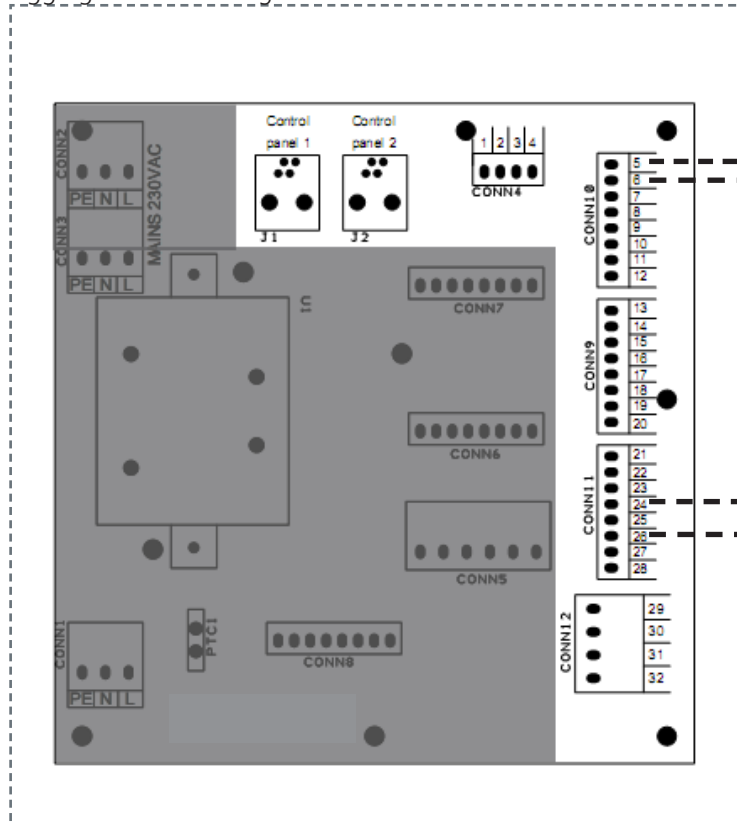 Control
panel 1
Control
panel 2
J1
J2
1 2 3 4
CONN4
CONN2
PE N L
MAINS 230VAC
CONN3
PE N L
U1
CONN7
CONN6
CONN5
CONN8
PTC1
CONN1
PE N L
CONN10
5
6
7
8
9
10
11
12
CONN9
13
14
15
16
17
18
19
20
CONN11
21
22
23
24
25
26
27
28
CONN12
29
30
31
32